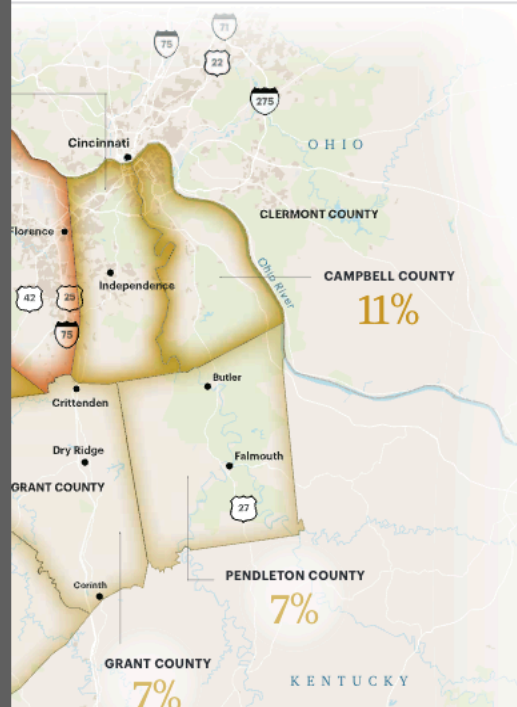 71
75
22
275
Cincinnati
OHIO
CLERMONT COUNTY
Florence
Ohio River
CAMPBELL COUNTY
11%
Independence
42
25
75
Butler
Crittenden
Dry Ridge
Falmouth
GRANT COUNTY
27
PENDLETON COUNTY
7%
Corinth
GRANT COUNTY
7%
KENTUCKY